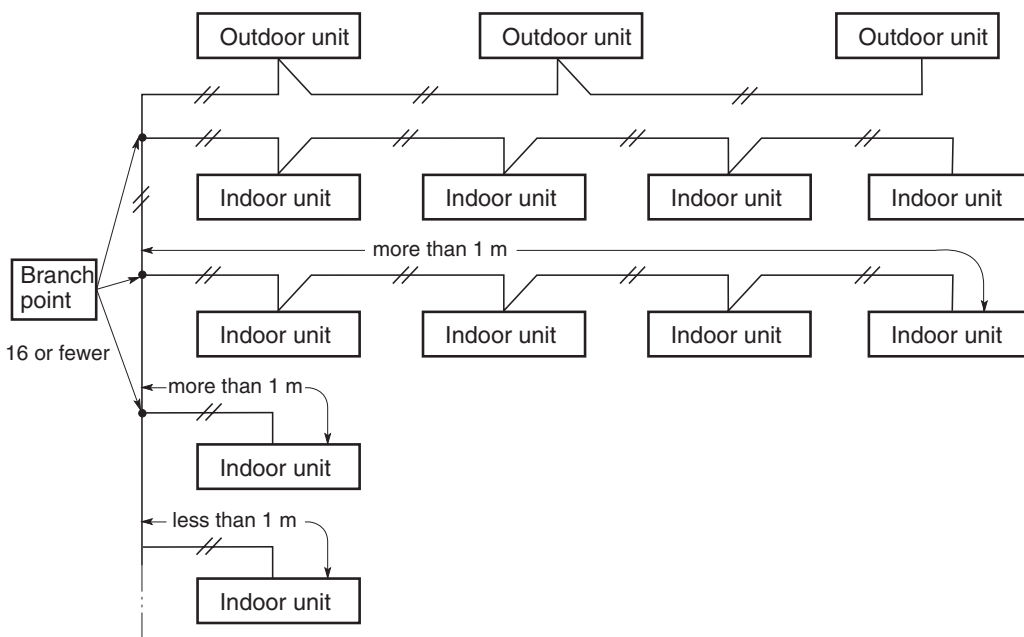 Outdoor unit
Outdoor unit
Outdoor unit
Indoor unit
Indoor unit
Indoor unit
Indoor unit
more than 1 m
Branch
point
16 or fewer
Indoor unit
Indoor unit
Indoor unit
Indoor unit
more than 1 m
Indoor unit
less than 1 m
Indoor unit